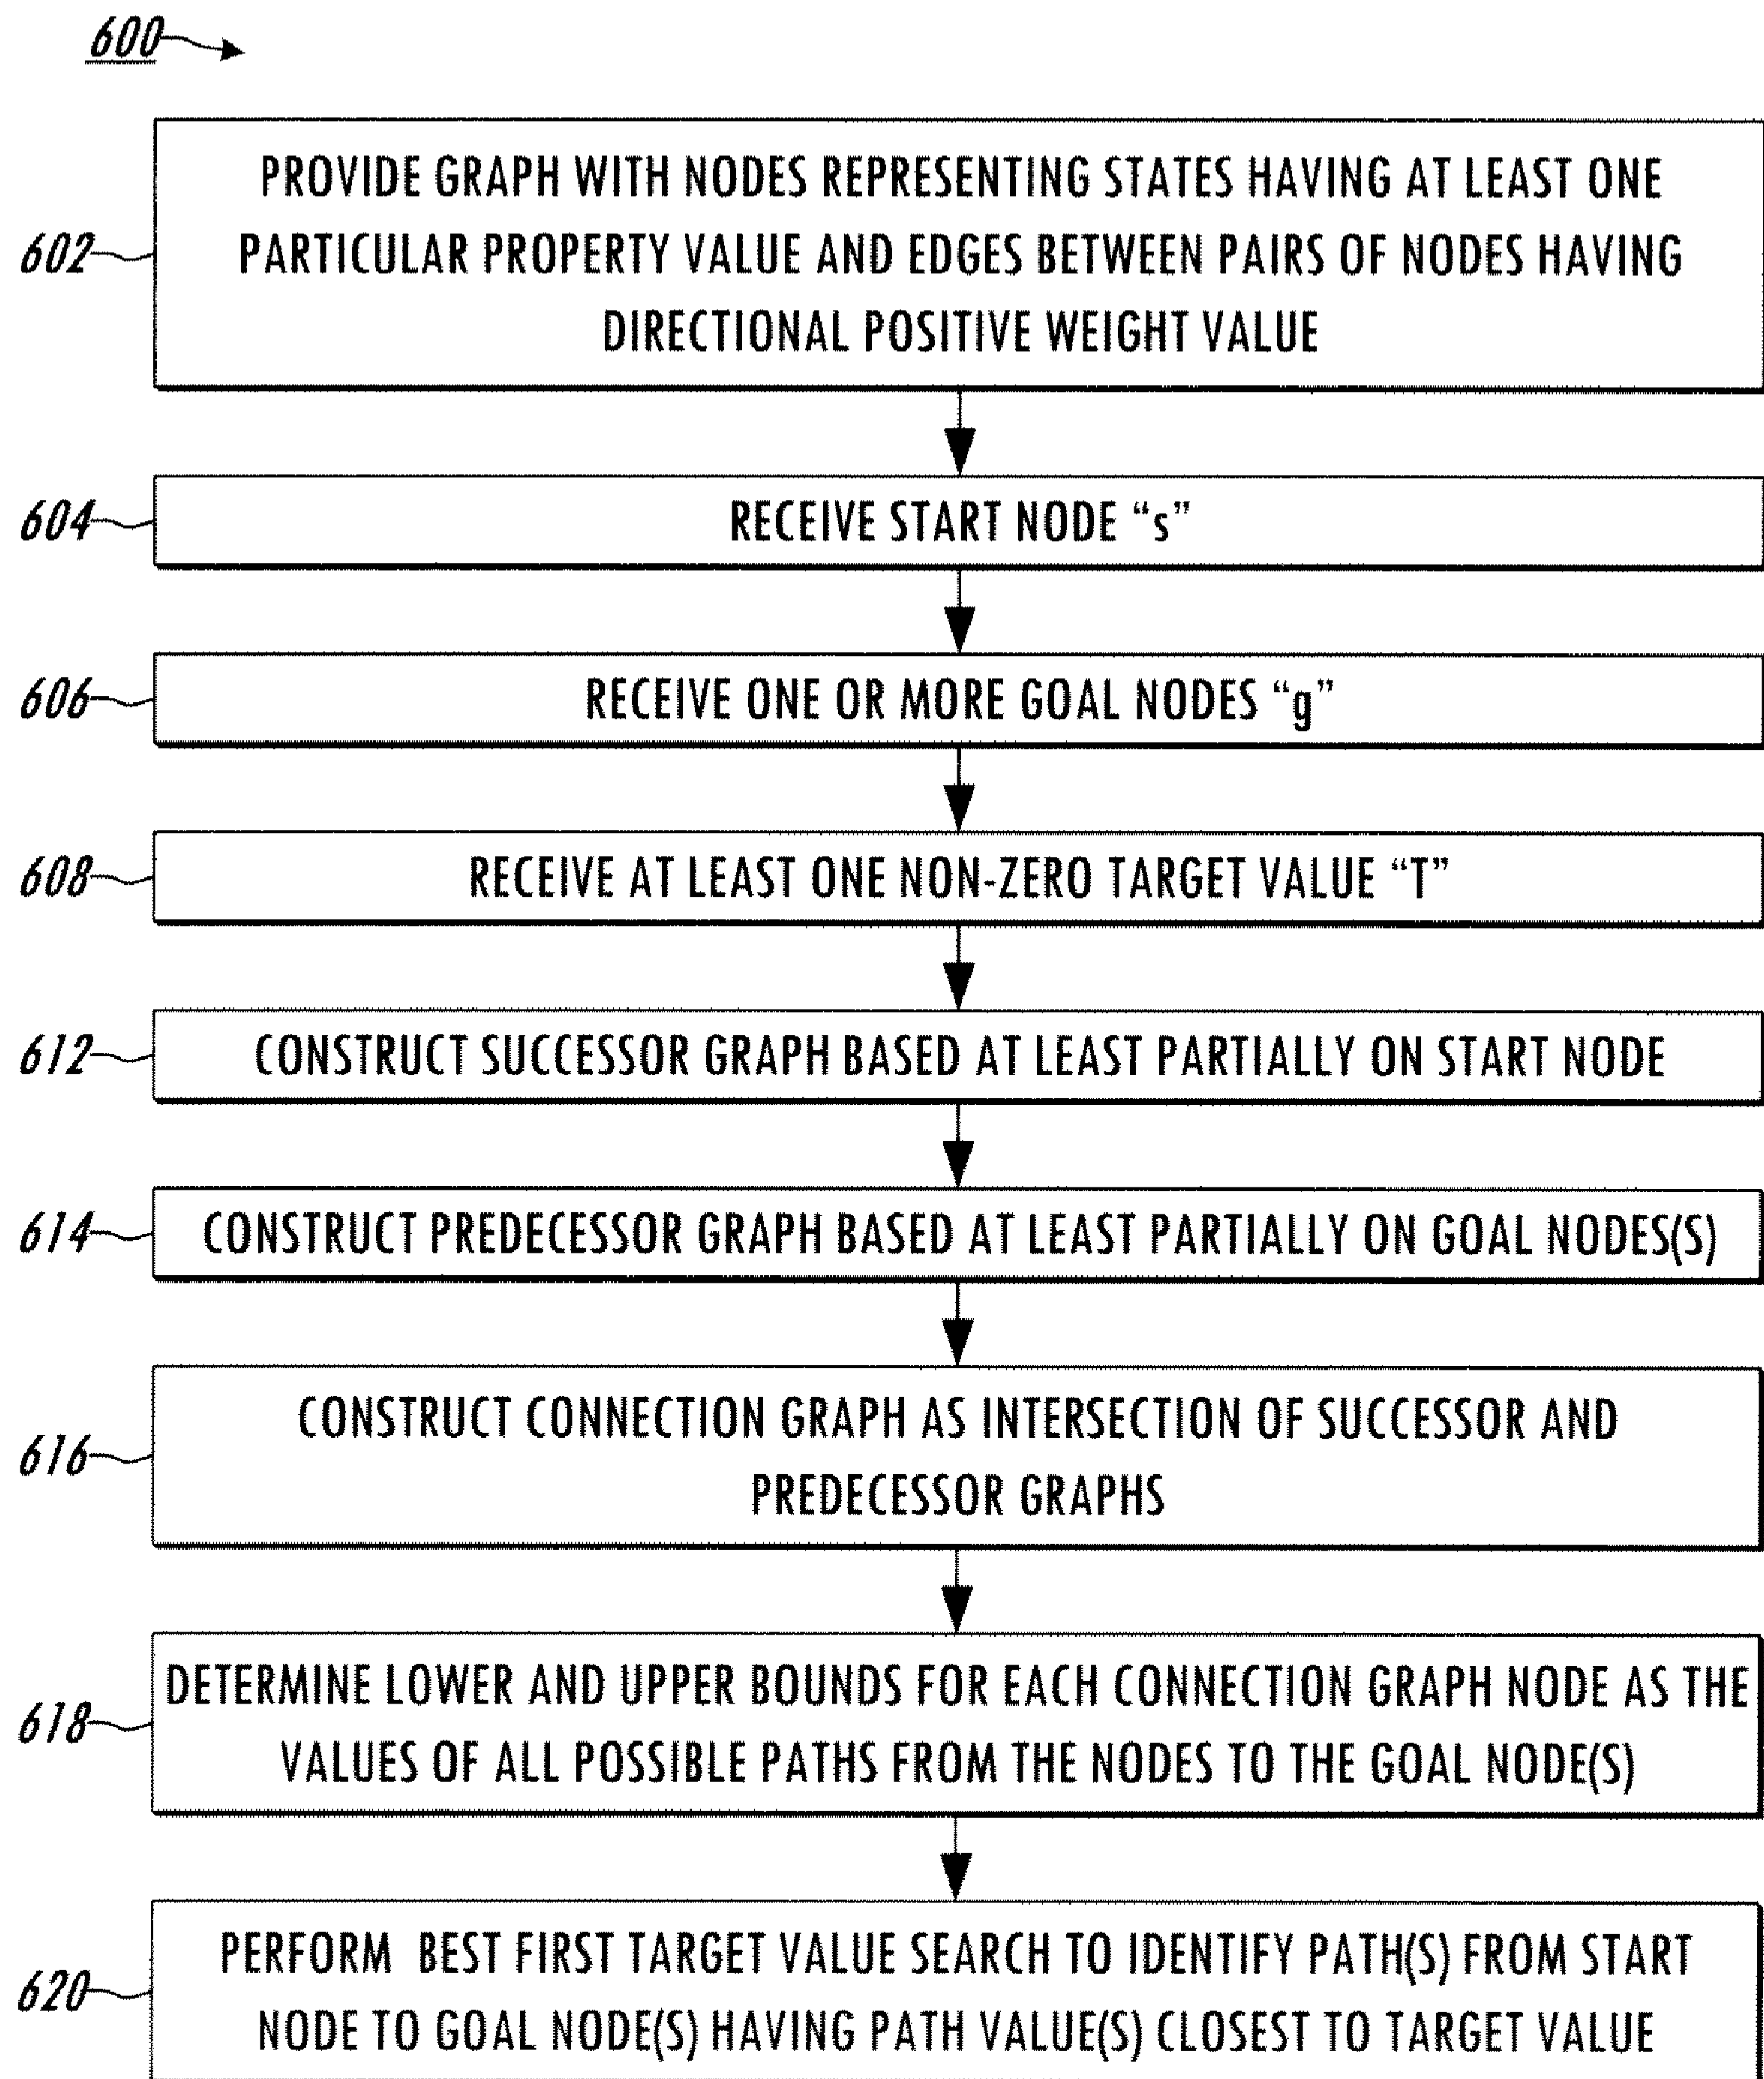 600
602
PROVIDE GRAPH WITH NODES REPRESENTING STATES HAVING AT LEAST ONE
PARTICULAR PROPERTY VALUE AND EDGES BETWEEN PAIRS OF NODES HAVING
DIRECTIONAL POSITIVE WEIGHT VALUE
604
RECEIVE START NODE “s”
606
RECEIVE ONE OR MORE GOAL NODES “g”
608
RECEIVE AT LEAST ONE NON-ZERO TARGET VALUE “T”
612
CONSTRUCT SUCCESSOR GRAPH BASED AT LEAST PARTIALLY ON START NODE
614
CONSTRUCT PREDECESSOR GRAPH BASED AT LEAST PARTIALLY ON GOAL NODES(S)
616
CONSTRUCT CONNECTION GRAPH AS INTERSECTION OF SUCCESSOR AND
PREDECESSOR GRAPHS
618
DETERMINE LOWER AND UPPER BOUNDS FOR EACH CONNECTION GRAPH NODE AS THE
VALUES OF ALL POSSIBLE PATHS FROM THE NODES TO THE GOAL NODE(S)
620
PERFORM BEST FIRST TARGET VALUE SEARCH TO IDENTIFY PATH(S) FROM START
NODE TO GOAL NODE(S) HAVING PATH VALUE(S) CLOSEST TO TARGET VALUE